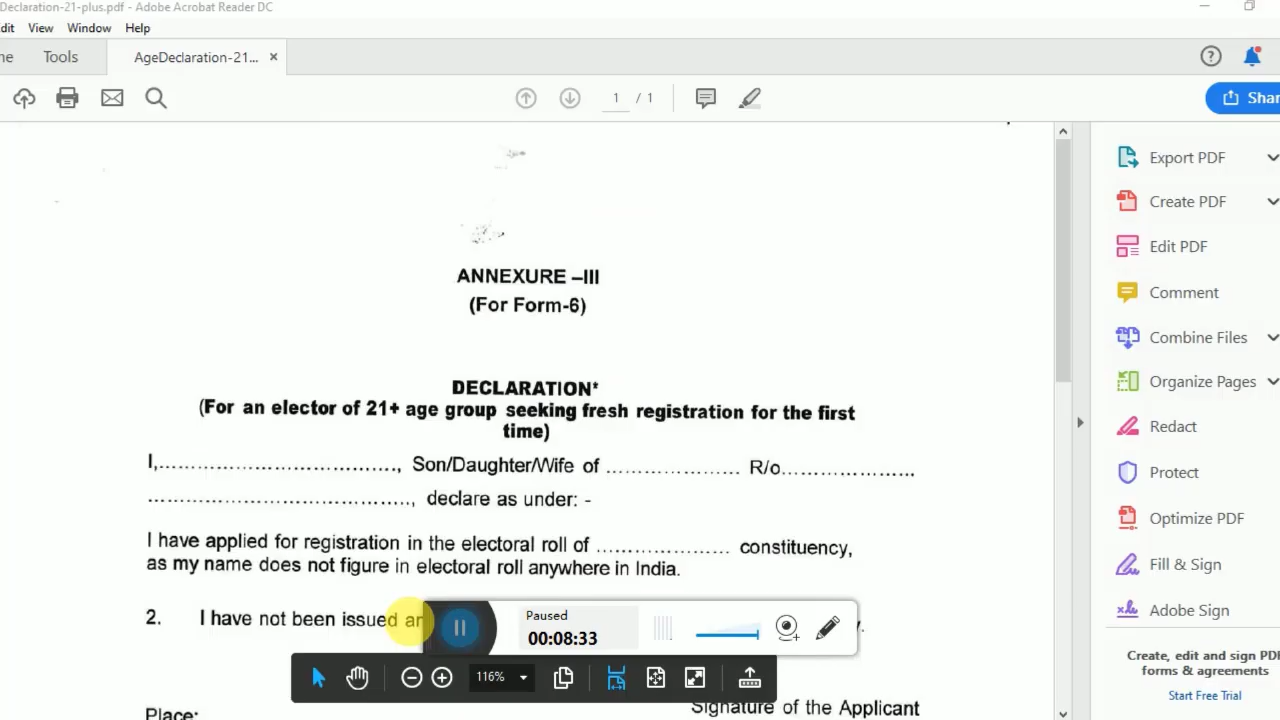 Declaration-21-plus.pdf - Adobe Acrobat Reader DC
dit View Window Help
ne Tools AgeDeclaration-21... ×
1 / 1
Shar
Export PDF
Create PDF
Edit PDF
Comment
Combine Files
Organize Pages
Redact
Protect
Optimize PDF
Fill & Sign
Adobe Sign
Create, edit and sign PDF
forms & agreements
Start Free Trial
ANNEXURE –III
(For Form-6)
DECLARATION*
(For an elector of 21+ age group seeking fresh registration for the first
time)
I,......................................., Son/Daughter/Wife of ..................... R/o......................
..........................................., declare as under: -
I have applied for registration in the electoral roll of ...................... constituency,
as my name does not figure in electoral roll anywhere in India.
2. I have not been issued an
Paused
00:08:33
116%
Signature of the Applicant
Place: